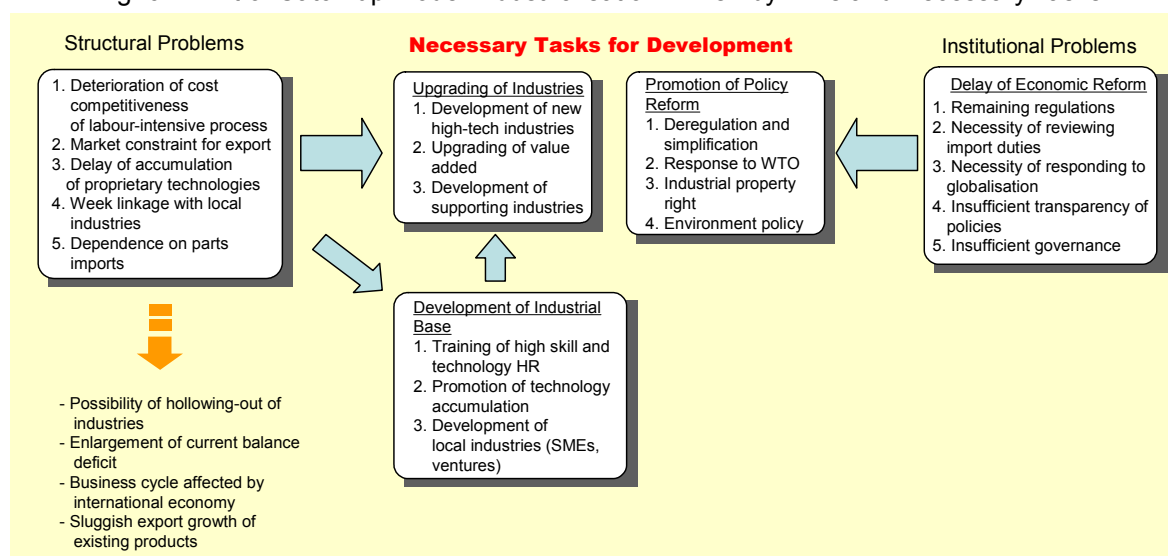 Structural Problems
1. Deterioration of cost
competitiveness
of labour-intensive process
2. Market constraint for export
3. Delay of accumulation
of proprietary technologies
4. Week linkage with local
industries
5. Dependence on parts
imports
- Possibility of hollowing-out of
industries
- Enlargement of current balance
deficit
- Business cycle affected by
international economy
- Sluggish export growth of
existing products
Necessary Tasks for Development
Upgrading of Industries
1. Development of new
high-tech industries
2. Upgrading of value
added
3. Development of
supporting industries
Promotion of Policy
Reform
1. Deregulation and
simplification
2. Response to WTO
3. Industrial property
right
4. Environment policy
Development of Industrial
Base
1. Training of high skill and
technology HR
2. Promotion of technology
accumulation
3. Development of
local industries (SMEs,
ventures)
Institutional Problems
Delay of Economic Reform
1. Remaining regulations
2. Necessity of reviewing
import duties
3. Necessity of responding to
globalisation
4. Insufficient transparency of
policies
5. Insufficient governance